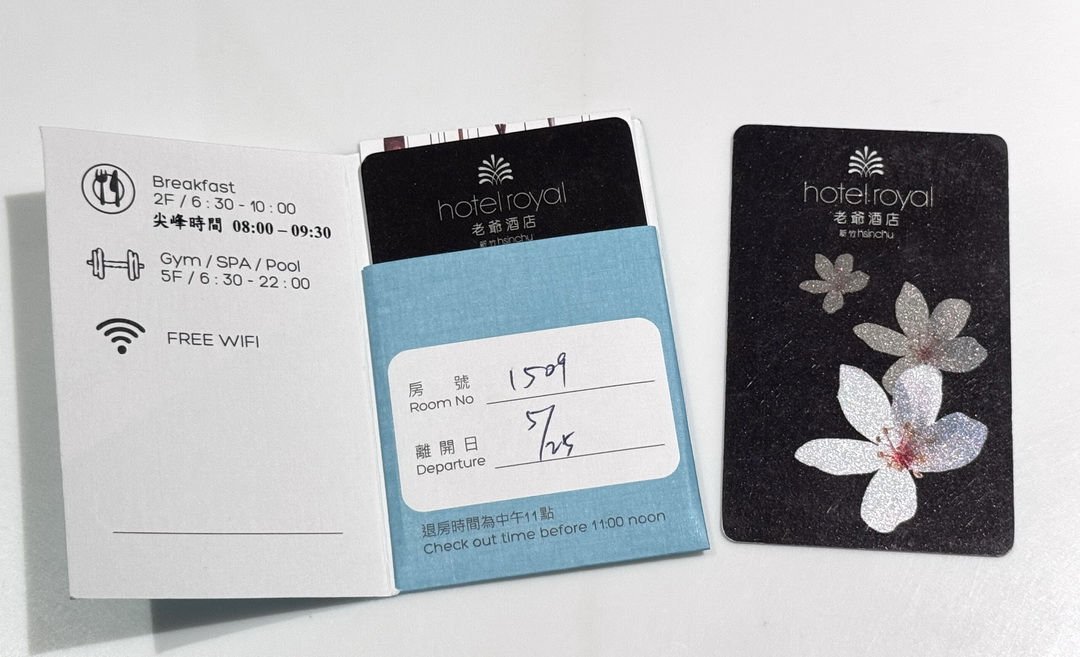 Breakfast
2F / 6 : 30 - 10 : 00
尖峰時間 08:00 – 09:30
Gym / SPA / Pool
5F / 6 : 30 - 22 : 00
FREE WIFI
hotel royal
老爺酒店
新竹 hsinchu
房 號 1509
Room No
離 開 日 5/25
Departure
退房時間為中午11點
Check out time before 11:00 noon
hotel royal
老爺酒店
新竹 hsinchu